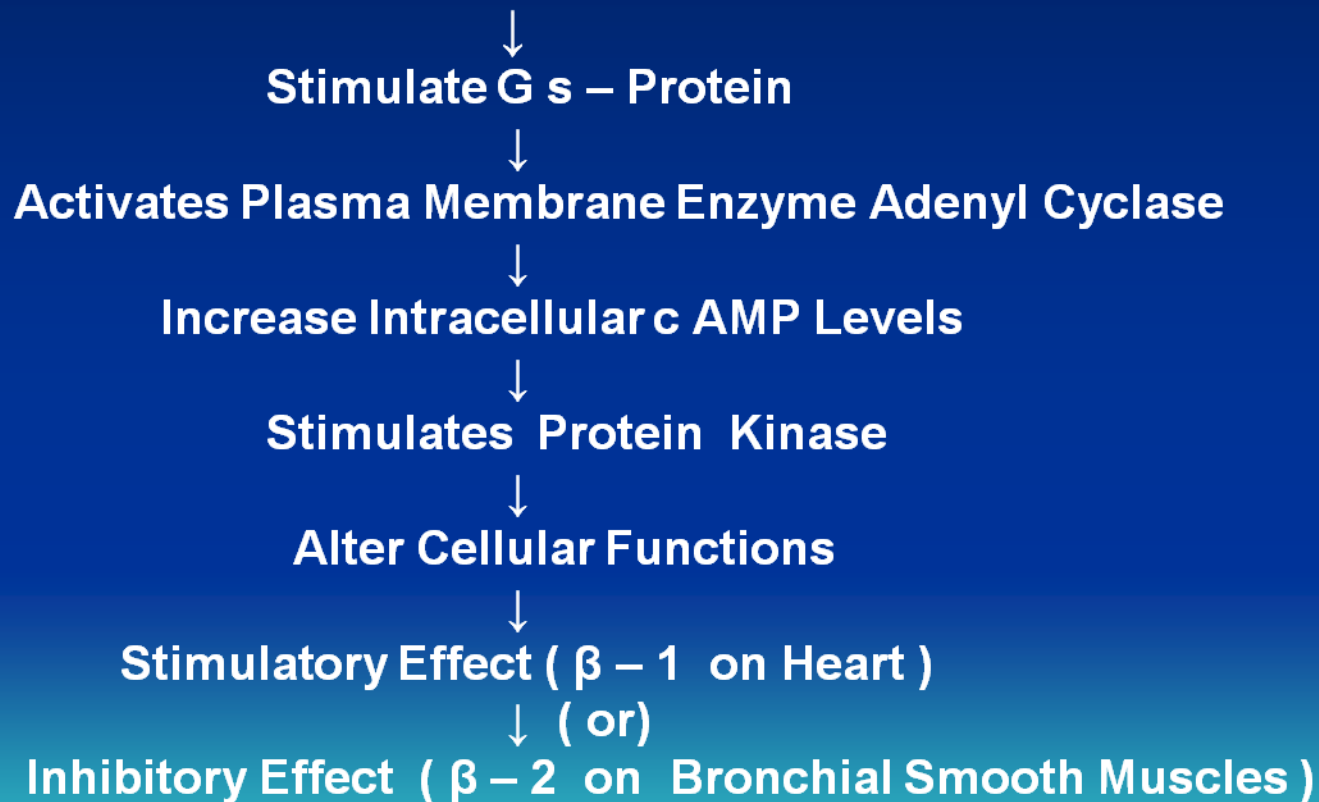 ↓
Stimulate G s – Protein
↓
Activates Plasma Membrane Enzyme Adenyl Cyclase
↓
Increase Intracellular c AMP Levels
↓
Stimulates Protein Kinase
↓
Alter Cellular Functions
↓
Stimulatory Effect ( β – 1 on Heart )
↓ ( or)
Inhibitory Effect ( β – 2 on Bronchial Smooth Muscles )